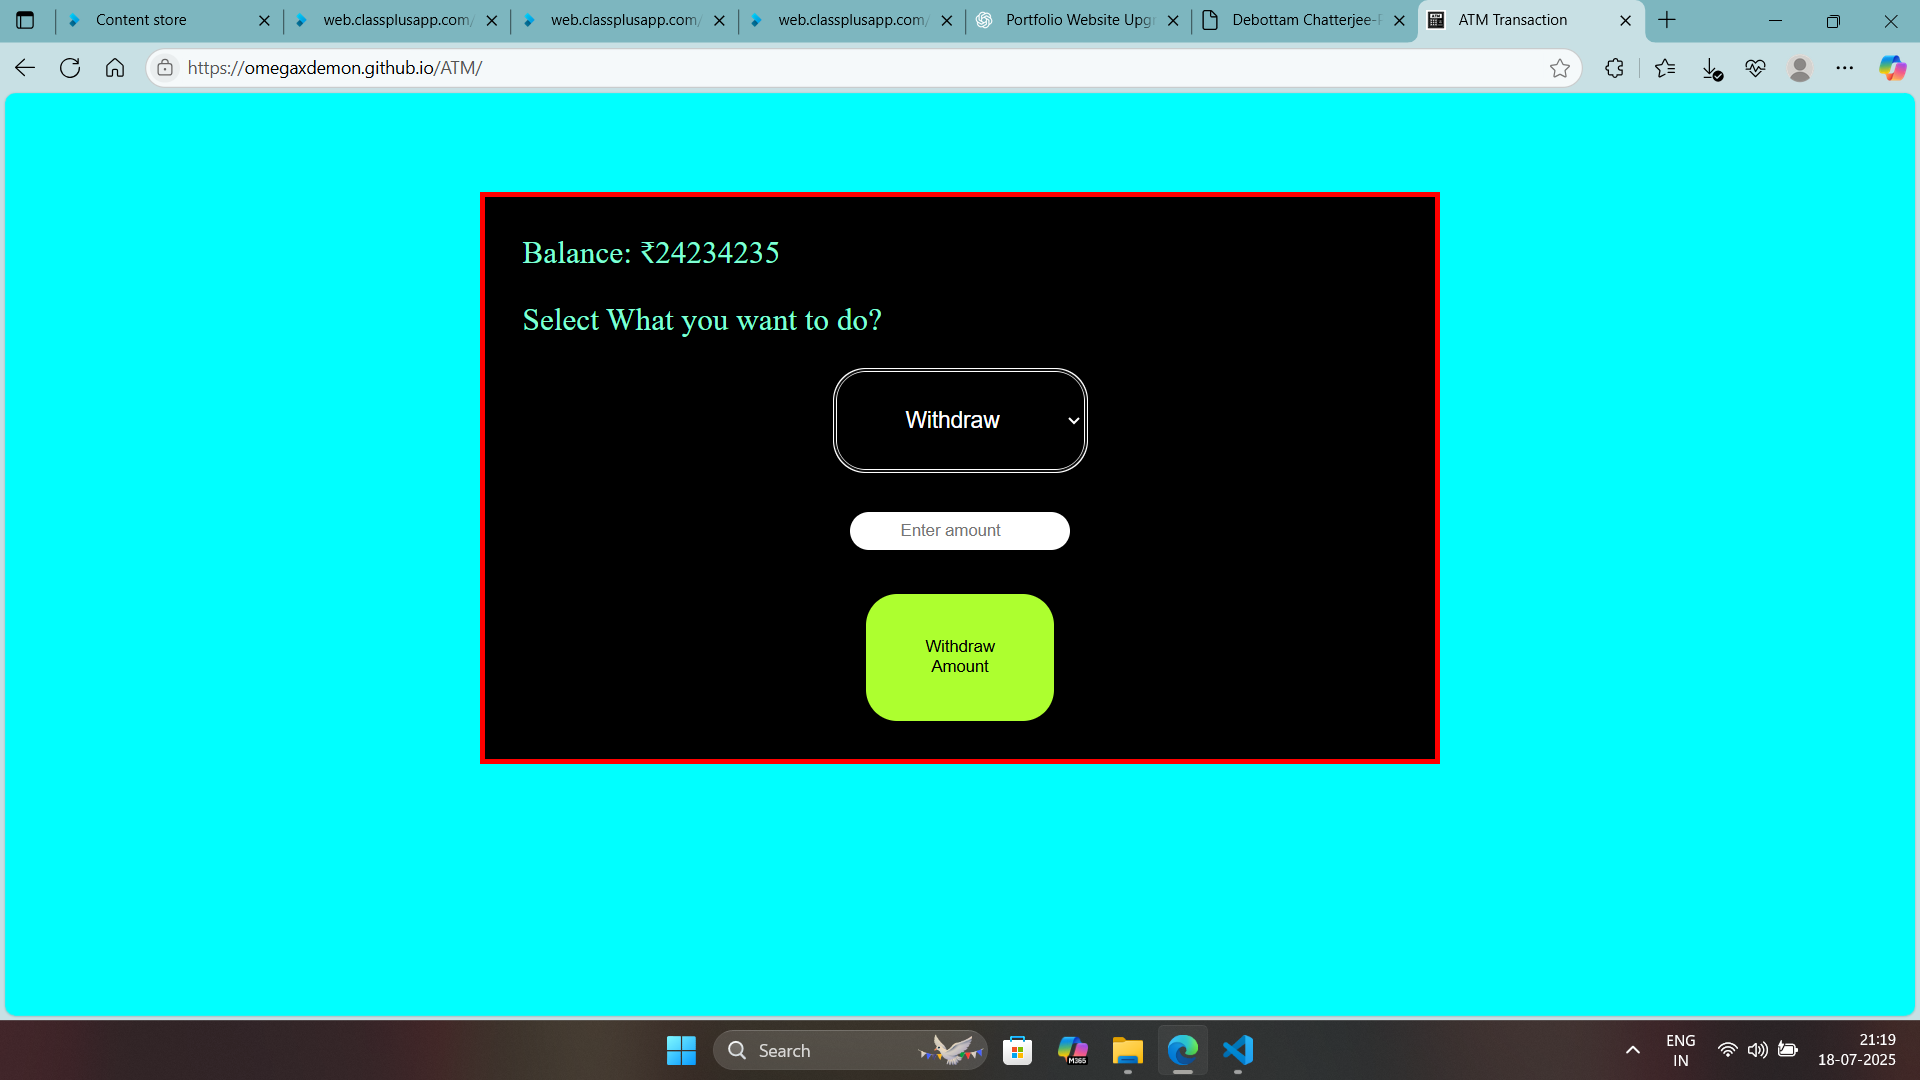 Content store
web.classplusapp.com/
web.classplusapp.com/
web.classplusapp.com/
Portfolio Website Upgr
Debottam Chatterjee-P
ATM Transaction
https://omegaxdemon.github.io/ATM/
Balance: ₹24234235
Select What you want to do?
Withdraw
Enter amount
Withdraw
Amount
Search
M365
ENG
IN
21:19
18-07-2025